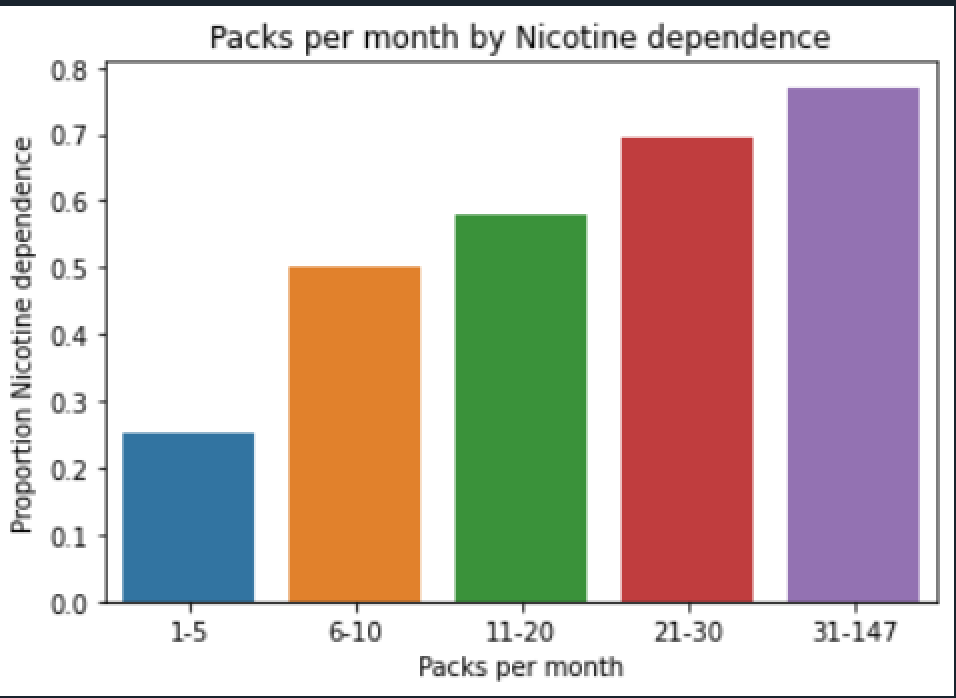 Packs per month by Nicotine dependence
Proportion Nicotine dependence
0.8
0.7
0.6
0.5
0.4
0.3
0.2
0.1
0.0
1-5 6-10 11-20 21-30 31-147
Packs per month